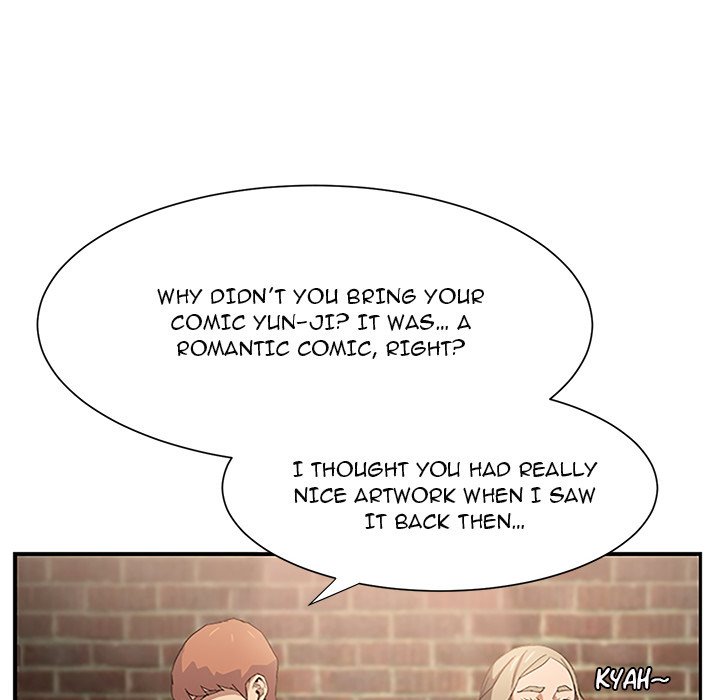 WHY DIDN'T YOU BRING YOUR
COMIC YUN-JI? IT WAS... A
ROMANTIC COMIC, RIGHT?
I THOUGHT YOU HAD REALLY
NICE ARTWORK WHEN I SAW
IT BACK THEN...
KYAH~